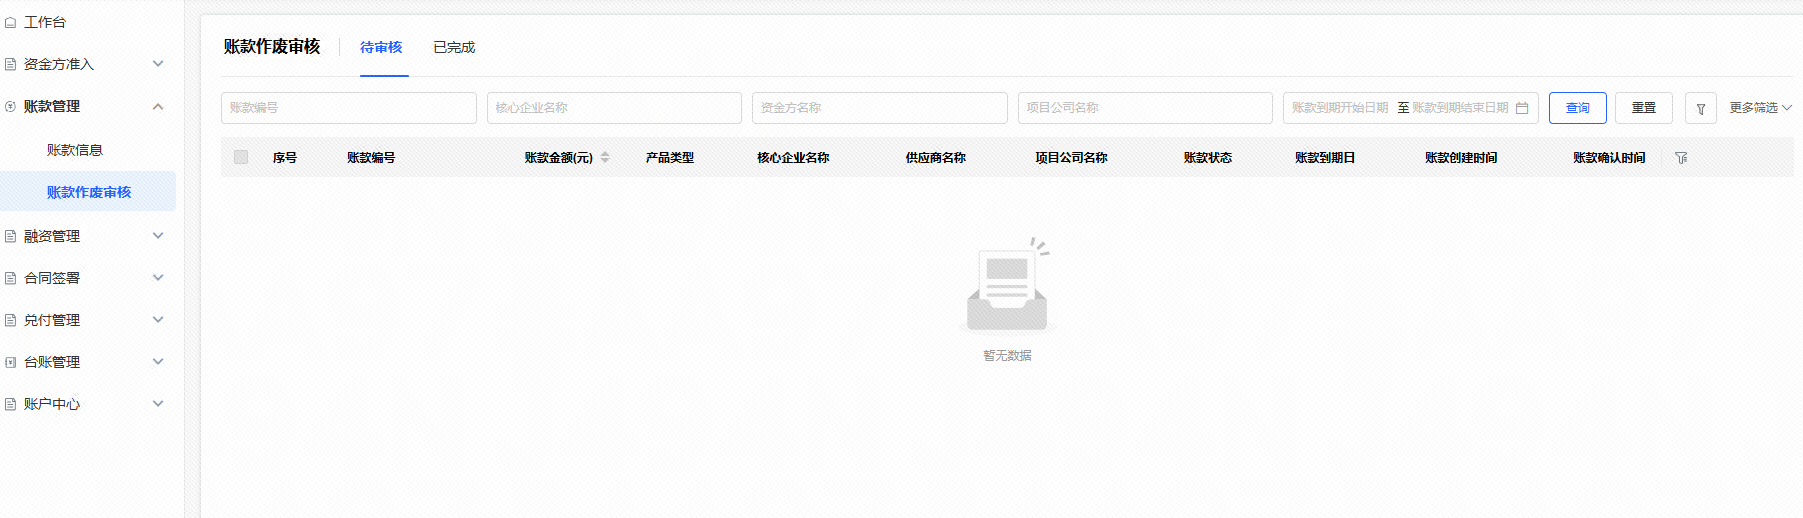 工作台
资金方准入
账款管理
账款信息
账款作废审核
融资管理
合同签署
兑付管理
台账管理
账户中心
账款作废审核 待审核 已完成
账款编号 核心企业名称 资金方名称 项目公司名称 账款到期开始日期 至 账款到期结束日期 查询 重置 更多筛选
序号 账款编号 账款金额(元) 产品类型 核心企业名称 供应商名称 项目公司名称 账款状态 账款到期日 账款创建时间 账款确认时间
暂无数据